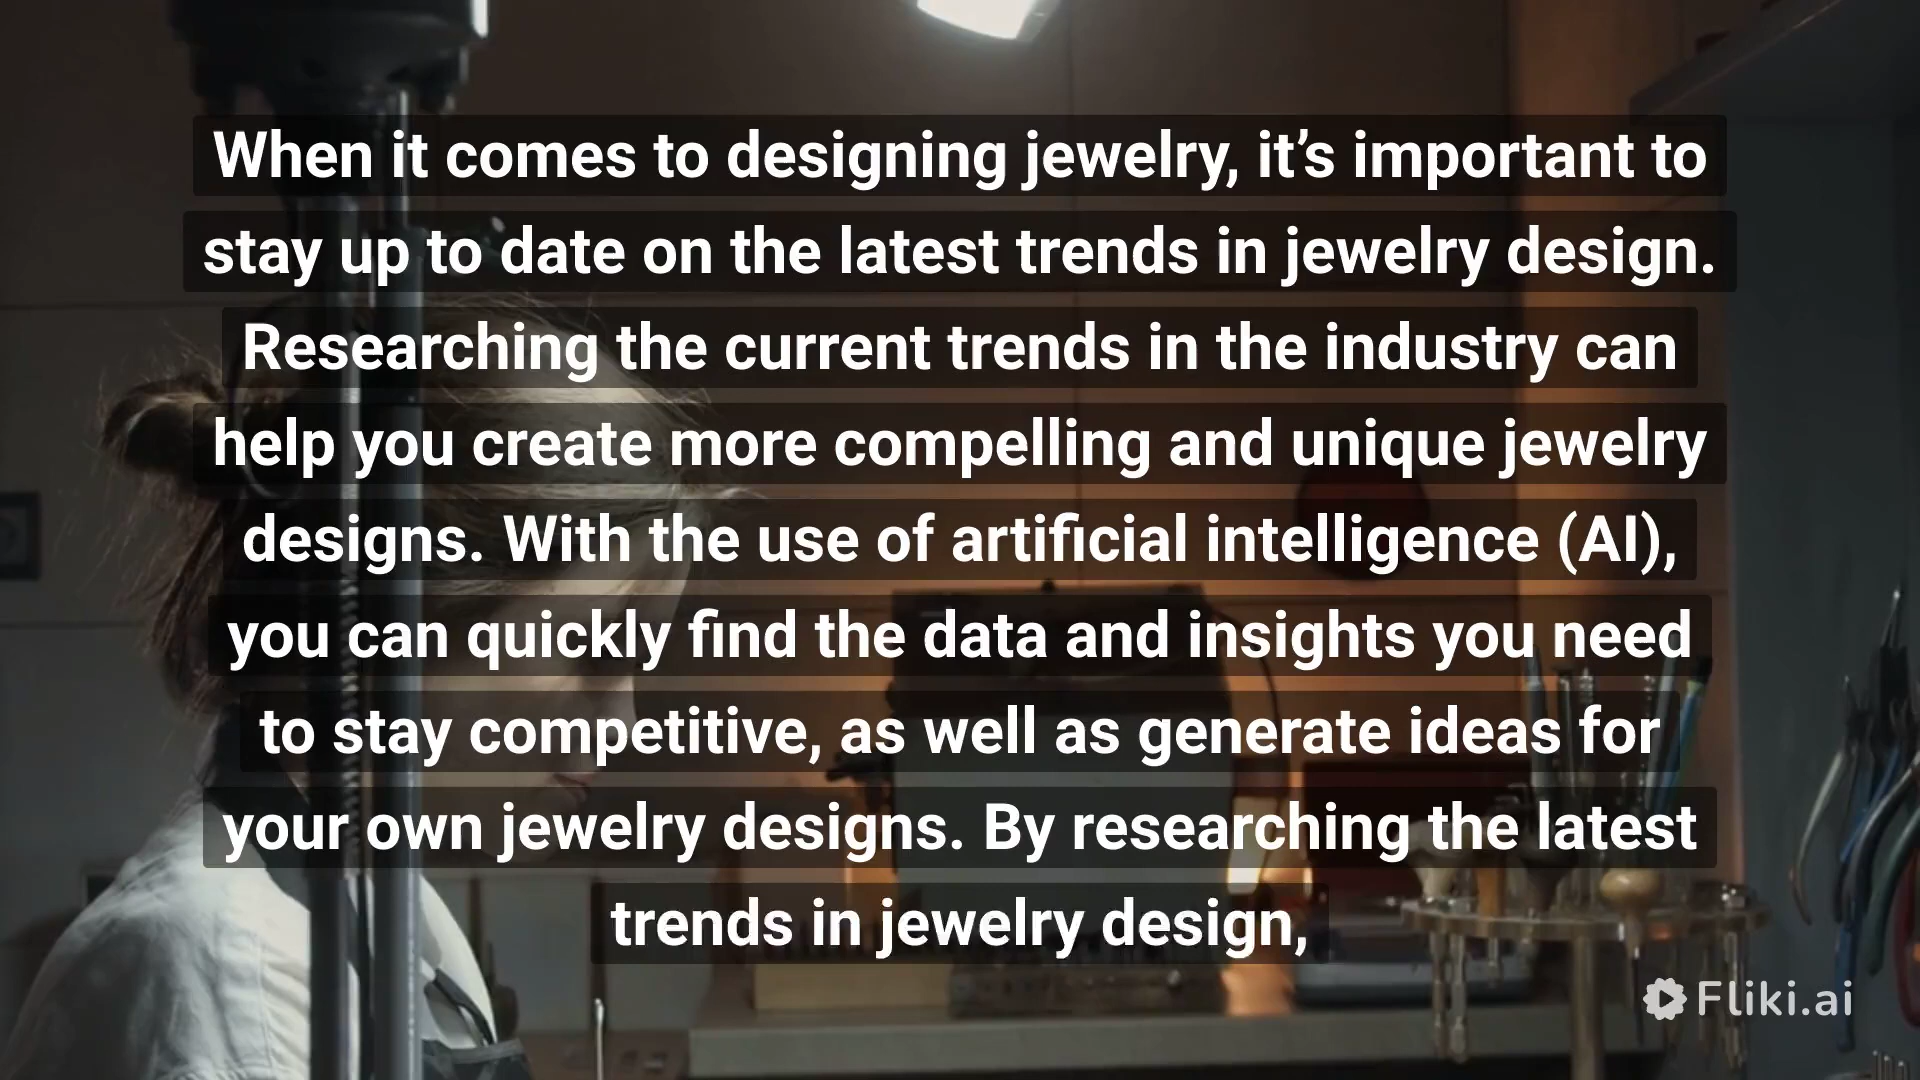 When it comes to designing jewelry, it’s important to
stay up to date on the latest trends in jewelry design.
Researching the current trends in the industry can
help you create more compelling and unique jewelry
designs. With the use of artificial intelligence (AI),
you can quickly find the data and insights you need
to stay competitive, as well as generate ideas for
your own jewelry designs. By researching the latest
trends in jewelry design,
Fliki.ai